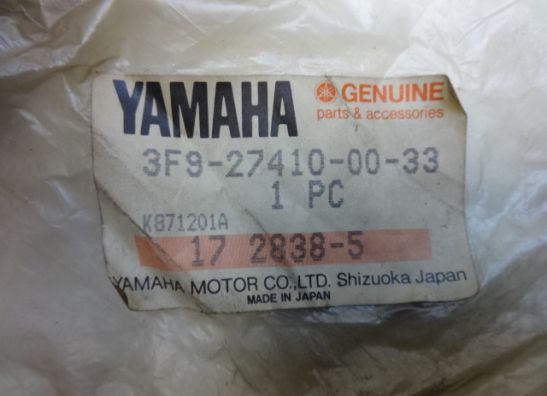 YAMAHA
GENUINE
parts & accessories
3F9-27410-00-33
1 PC
K871201A
17 2838-5
YAMAHA MOTOR CO.,LTD. Shizuoka Japan
MADE IN JAPAN